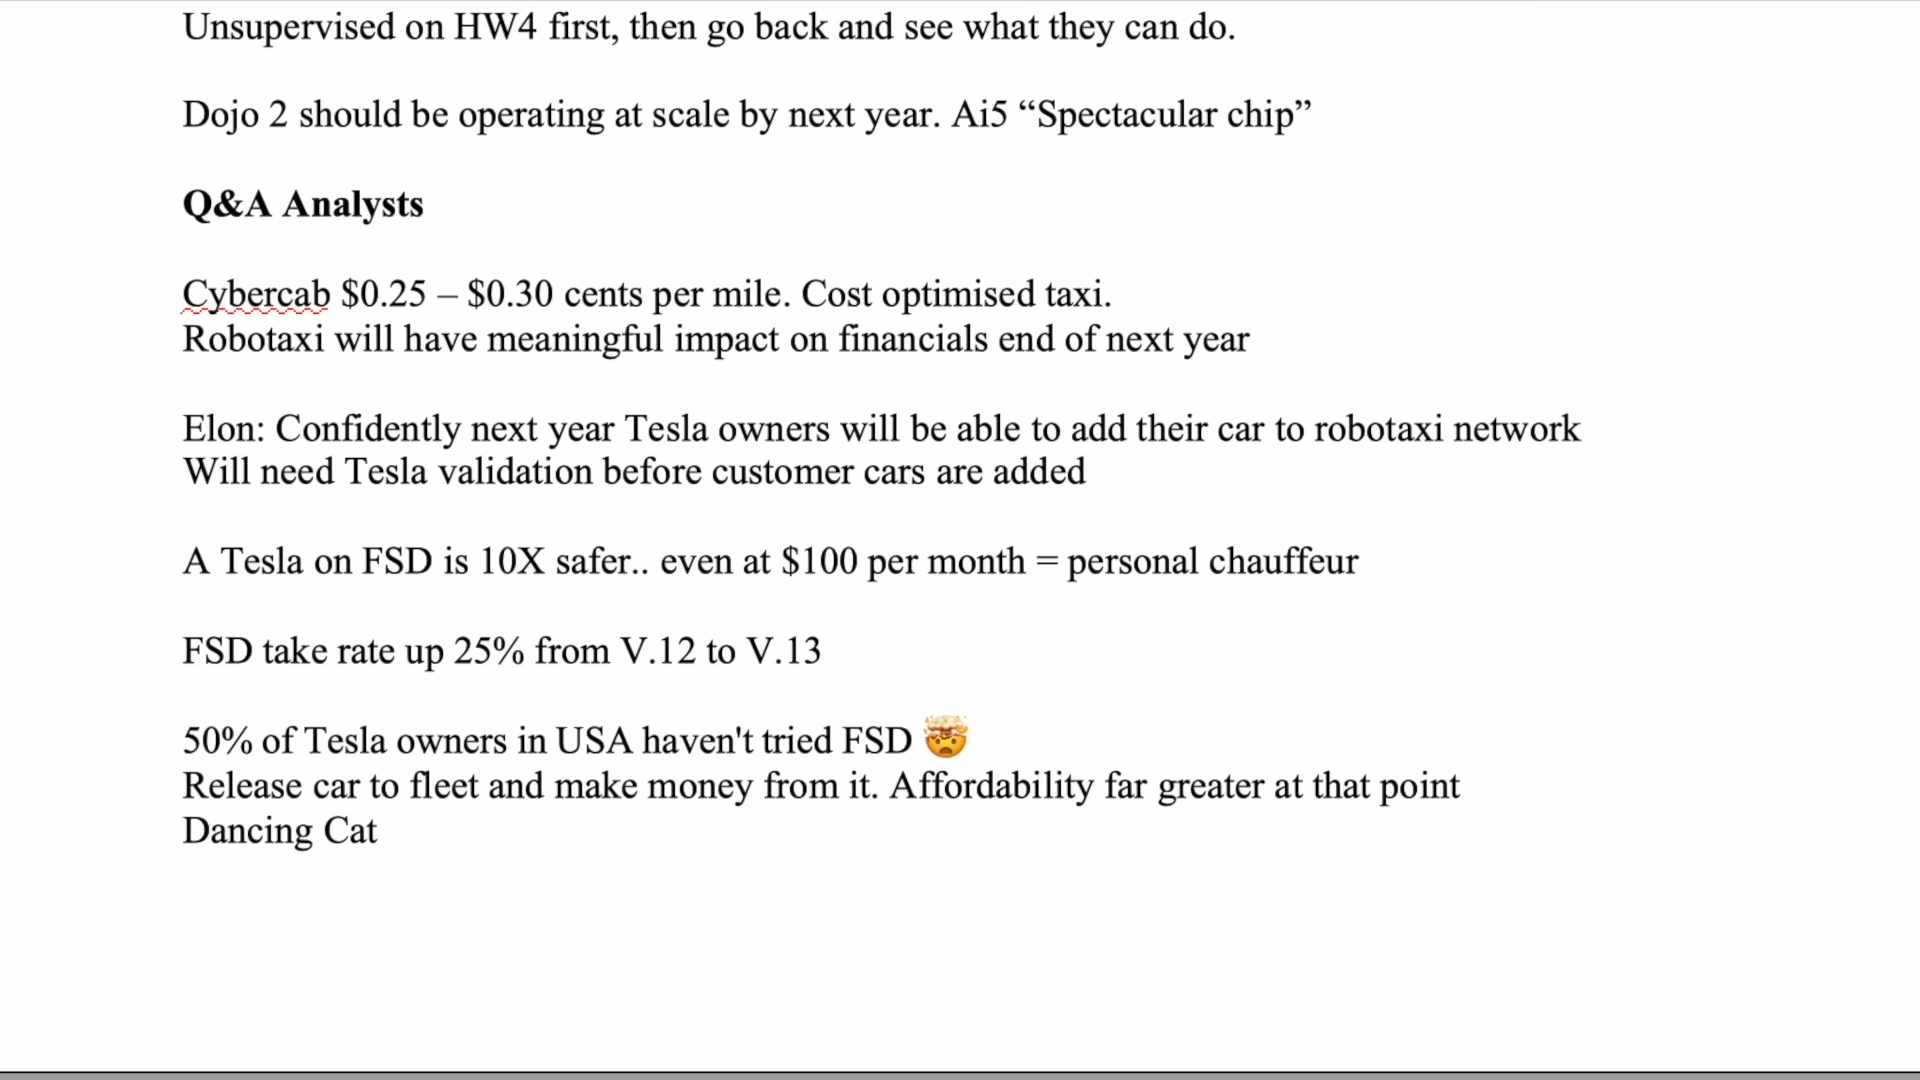 Unsupervised on HW4 first, then go back and see what they can do.
Dojo 2 should be operating at scale by next year. Ai5 “Spectacular chip”
Q&A Analysts
Cybercab $0.25 – $0.30 cents per mile. Cost optimised taxi.
Robotaxi will have meaningful impact on financials end of next year
Elon: Confidently next year Tesla owners will be able to add their car to robotaxi network
Will need Tesla validation before customer cars are added
A Tesla on FSD is 10X safer.. even at $100 per month = personal chauffeur
FSD take rate up 25% from V.12 to V.13
50% of Tesla owners in USA haven't tried FSD 🤯
Release car to fleet and make money from it. Affordability far greater at that point
Dancing Cat